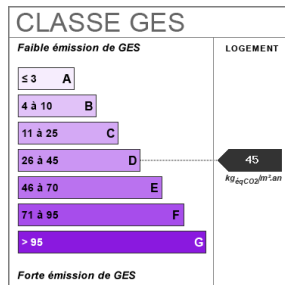 CLASSE GES
Faible émission de GES
LOGEMENT
≤ 3 A
4 à 10 B
11 à 25 C
26 à 45 D
45
kgéqCO2/m².an
46 à 70 E
71 à 95 F
> 95 G
Forte émission de GES